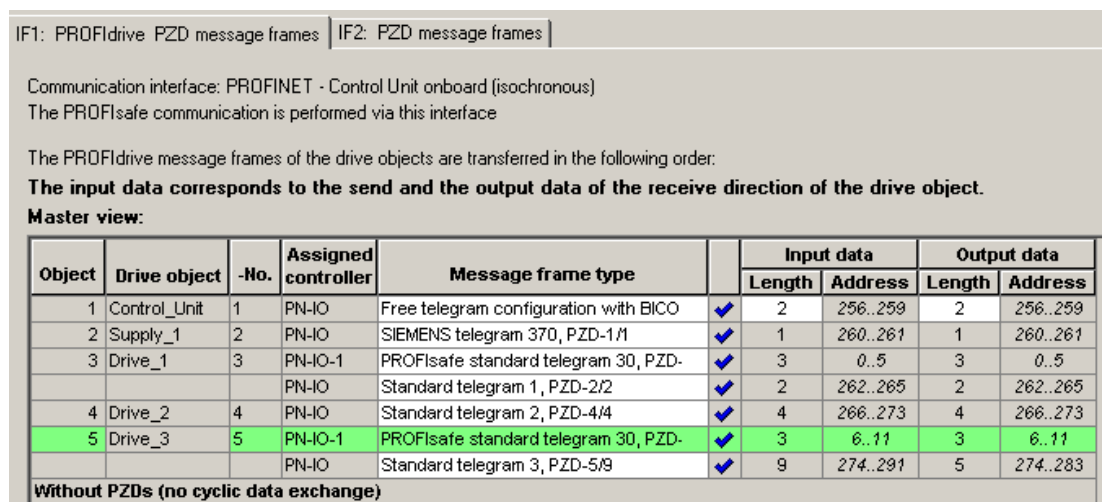 IF1: PROFIdrive PZD message frames IF2: PZD message frames
Communication interface: PROFINET - Control Unit onboard (isochronous)
The PROFIsafe communication is performed via this interface
The PROFIdrive message frames of the drive objects are transferred in the following order:
The input data corresponds to the send and the output data of the receive direction of the drive object.
Master view:
Object Drive object -No. Assigned controller Message frame type Input data Output data
Length Address Length Address
1 Control_Unit 1 PN-IO Free telegram configuration with BICO 2 256..259 2 256..259
2 Supply_1 2 PN-IO SIEMENS telegram 370, PZD-1/1 1 260..261 1 260..261
3 Drive_1 3 PN-IO-1 PROFIsafe standard telegram 30, PZD- 3 0..5 3 0..5
PN-IO Standard telegram 1, PZD-2/2 2 262..265 2 262..265
4 Drive_2 4 PN-IO Standard telegram 2, PZD-4/4 4 266..273 4 266..273
5 Drive_3 5 PN-IO-1 PROFIsafe standard telegram 30, PZD- 3 6..11 3 6..11
PN-IO Standard telegram 3, PZD-5/9 9 274..291 5 274..283
Without PZDs (no cyclic data exchange)